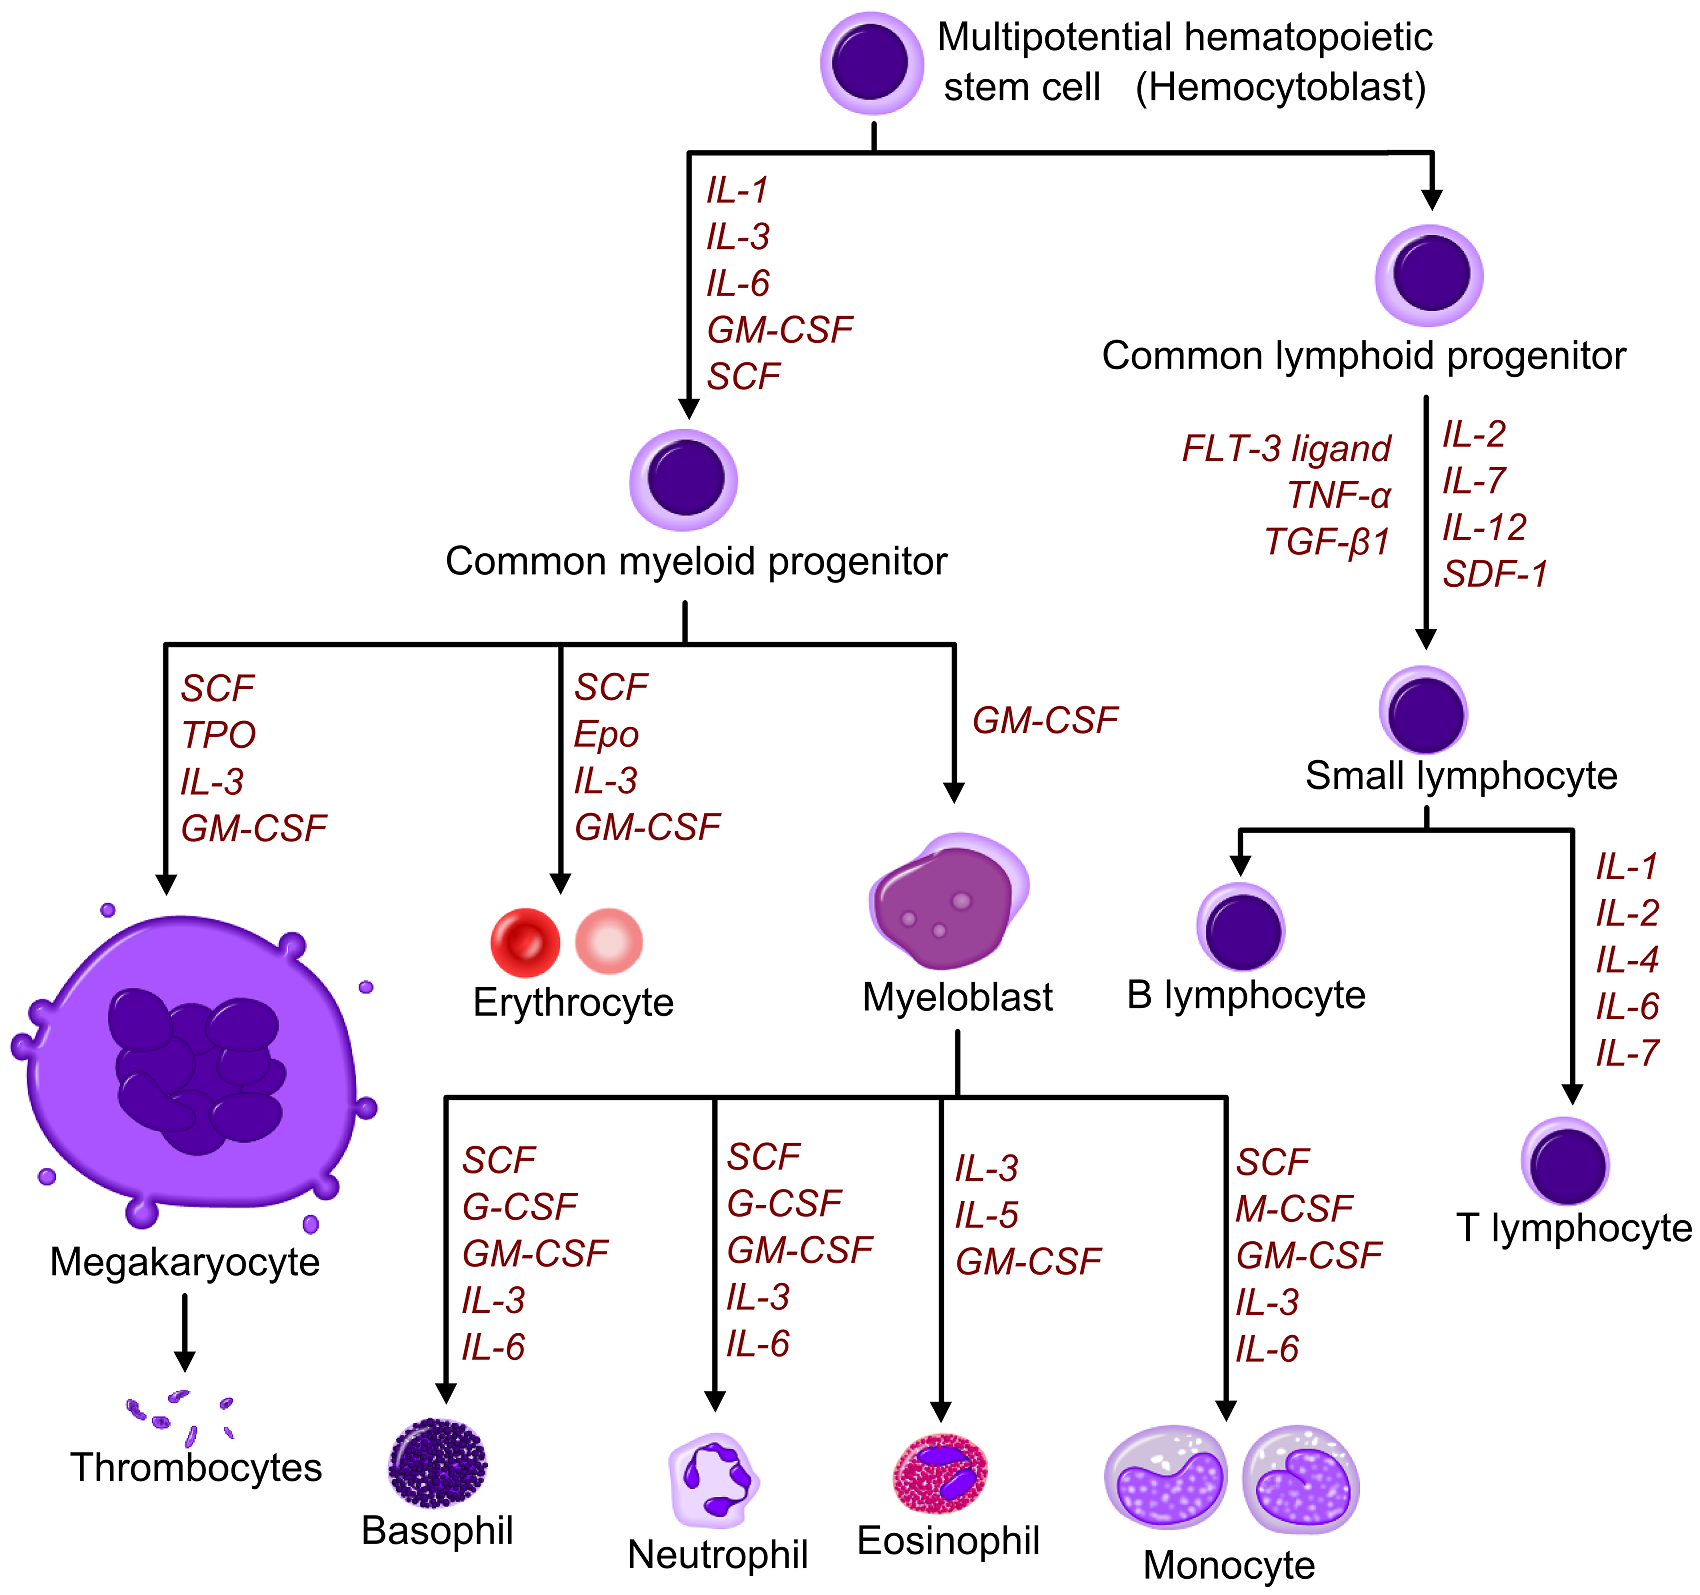 Multipotential hematopoietic
stem cell (Hemocytoblast)
IL-1
IL-3
IL-6
GM-CSF
SCF
Common lymphoid progenitor
FLT-3 ligand
TNF-α
TGF-β1
IL-2
IL-7
IL-12
SDF-1
Common myeloid progenitor
SCF
TPO
IL-3
GM-CSF
SCF
Epo
IL-3
GM-CSF
GM-CSF
Small lymphocyte
IL-1
IL-2
IL-4
IL-6
IL-7
Erythrocyte
Myeloblast
B lymphocyte
T lymphocyte
Megakaryocyte
SCF
G-CSF
GM-CSF
IL-3
IL-6
SCF
G-CSF
GM-CSF
IL-3
IL-6
IL-3
IL-5
GM-CSF
SCF
M-CSF
GM-CSF
IL-3
IL-6
Thrombocytes
Basophil
Neutrophil
Eosinophil
Monocyte